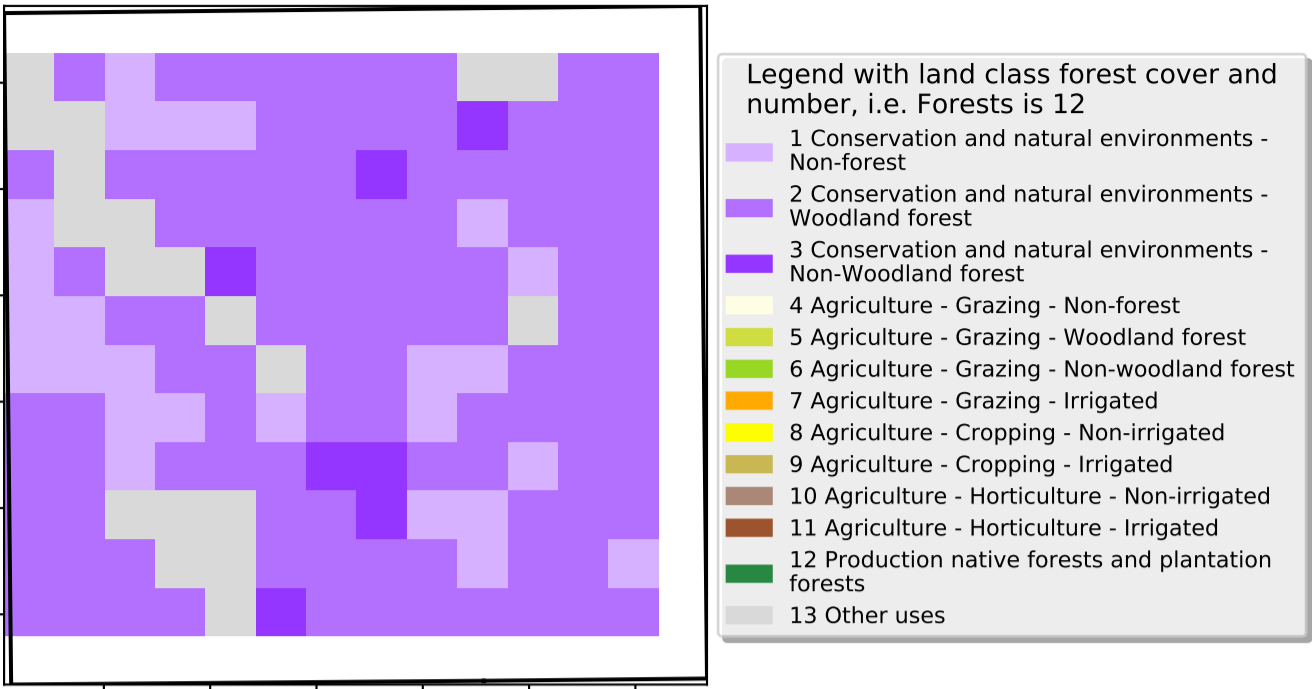 Legend with land class forest cover and
number, i.e. Forests is 12
1 Conservation and natural environments -
Non-forest
2 Conservation and natural environments -
Woodland forest
3 Conservation and natural environments -
Non-Woodland forest
4 Agriculture - Grazing - Non-forest
5 Agriculture - Grazing - Woodland forest
6 Agriculture - Grazing - Non-woodland forest
7 Agriculture - Grazing - Irrigated
8 Agriculture - Cropping - Non-irrigated
9 Agriculture - Cropping - Irrigated
10 Agriculture - Horticulture - Non-irrigated
11 Agriculture - Horticulture - Irrigated
12 Production native forests and plantation
forests
13 Other uses